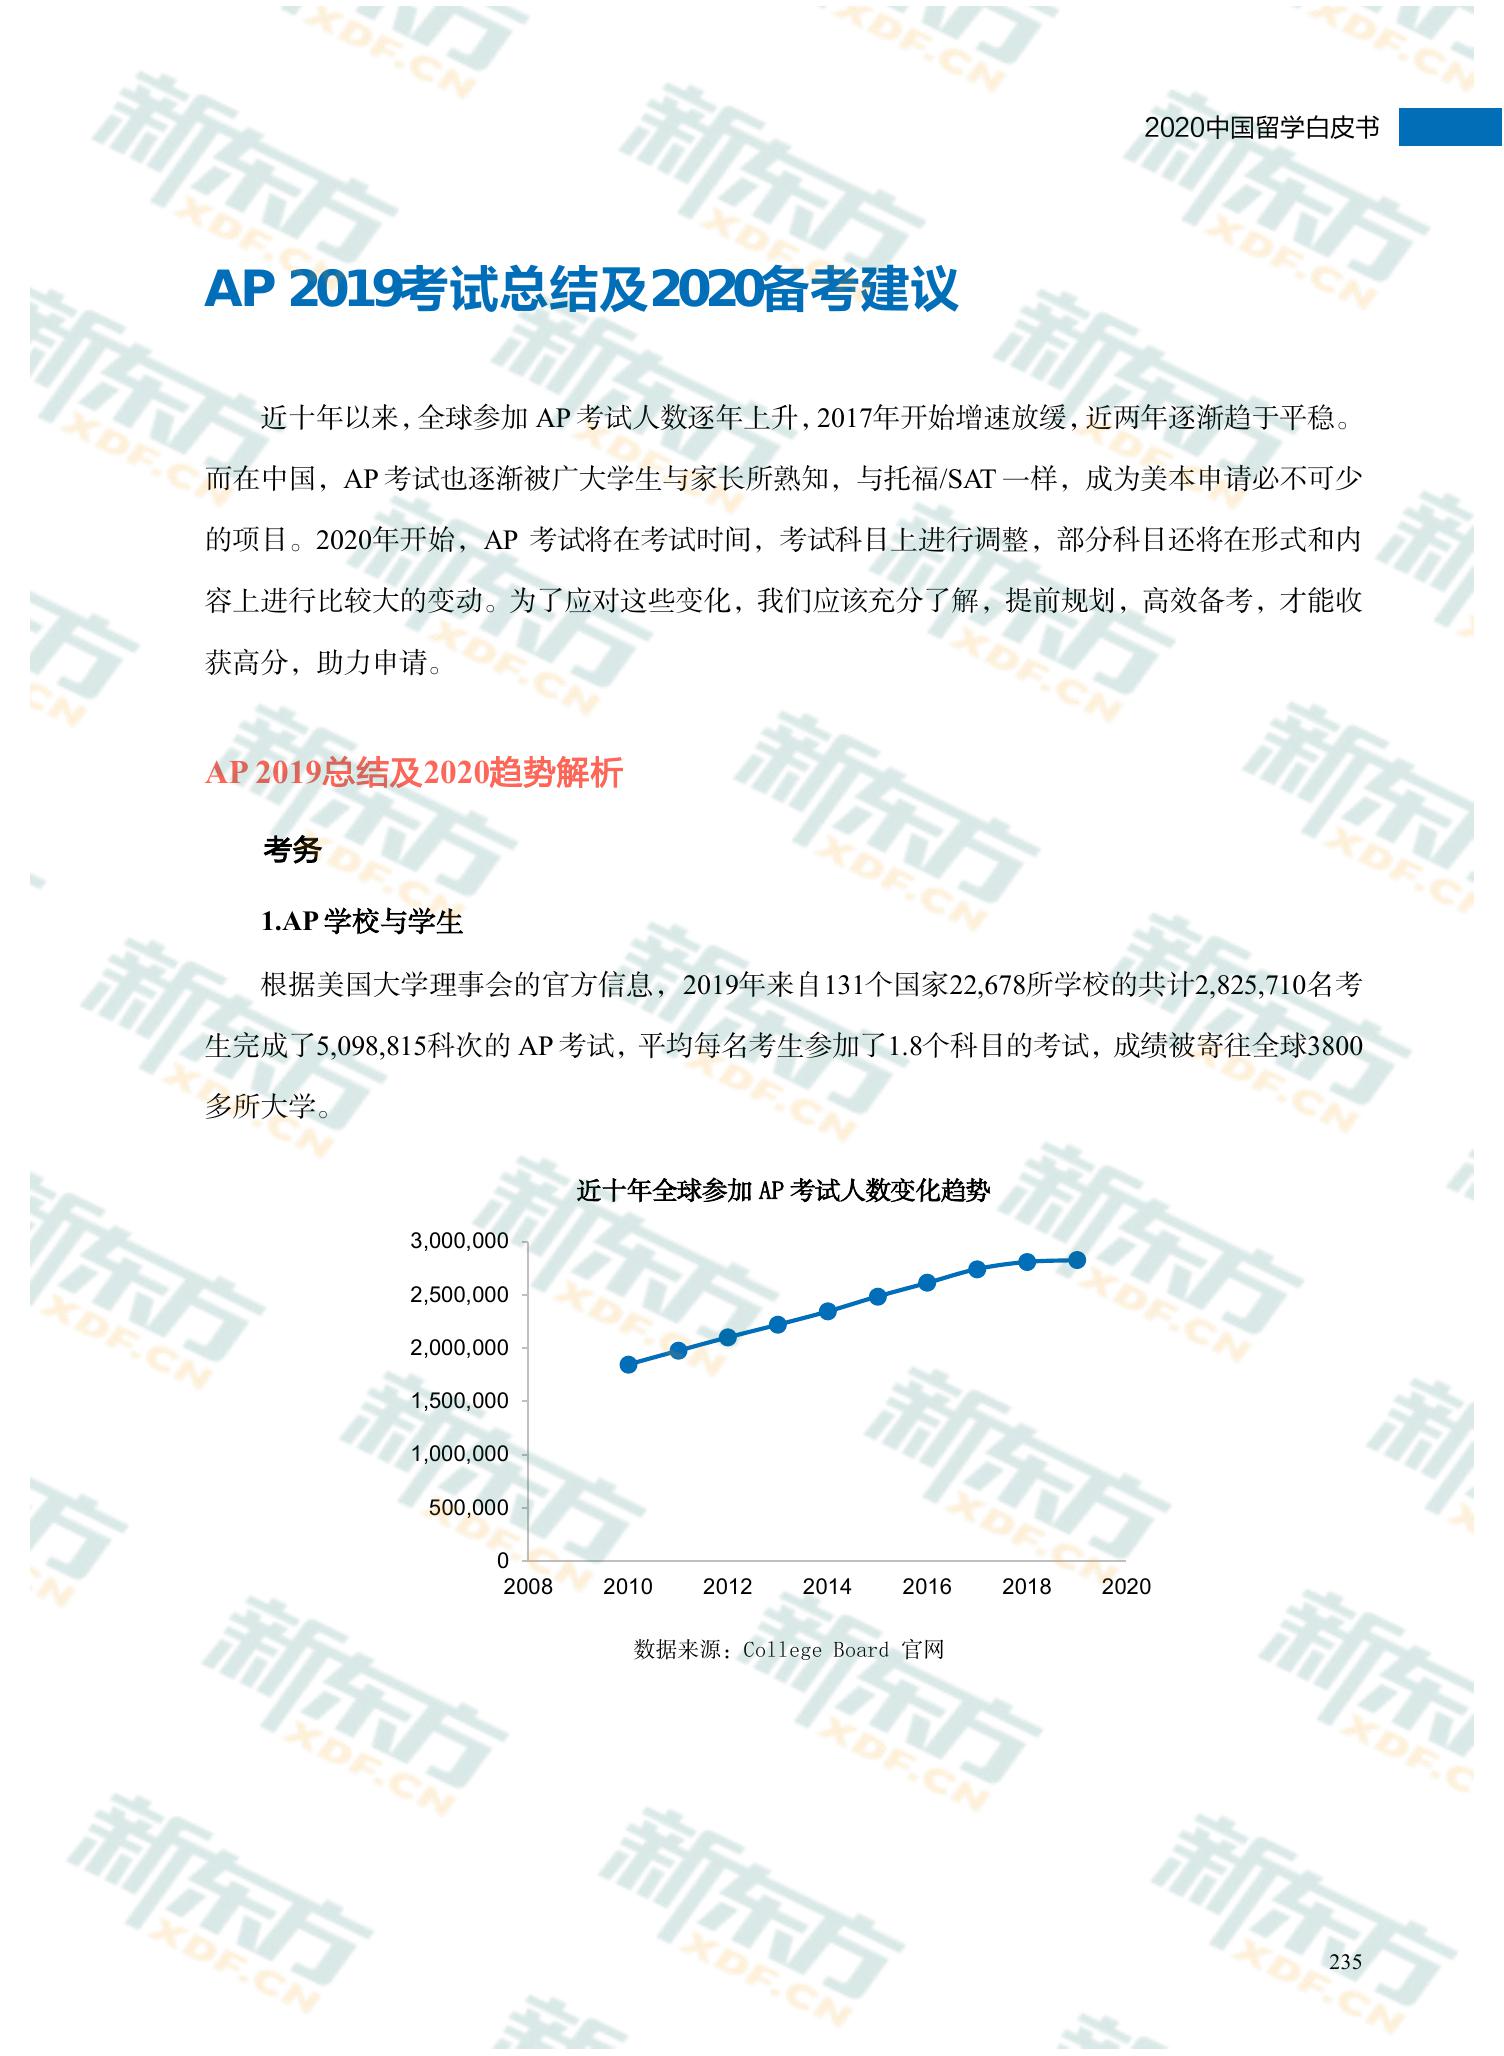 2020中国留学白皮书
AP 2019考试总结及2020备考建议
近十年以来，全球参加 AP 考试人数逐年上升，2017年开始增速放缓，近两年逐渐趋于平稳。
而在中国，AP 考试也逐渐被广大学生与家长所熟知，与托福/SAT 一样，成为美本申请必不可少
的项目。2020年开始，AP 考试将在考试时间，考试科目上进行调整，部分科目还将在形式和内
容上进行比较大的变动。为了应对这些变化，我们应该充分了解，提前规划，高效备考，才能收
获高分，助力申请。
AP 2019总结及2020趋势解析
考务
1.AP 学校与学生
根据美国大学理事会的官方信息，2019年来自131个国家22,678所学校的共计2,825,710名考
生完成了5,098,815科次的 AP 考试，平均每名考生参加了1.8个科目的考试，成绩被寄往全球3800
多所大学。
近十年全球参加 AP 考试人数变化趋势
3,000,000
2,500,000
2,000,000
1,500,000
1,000,000
500,000
0
2008 2010 2012 2014 2016 2018 2020
数据来源：College Board 官网
235
新东方
XDF.CN